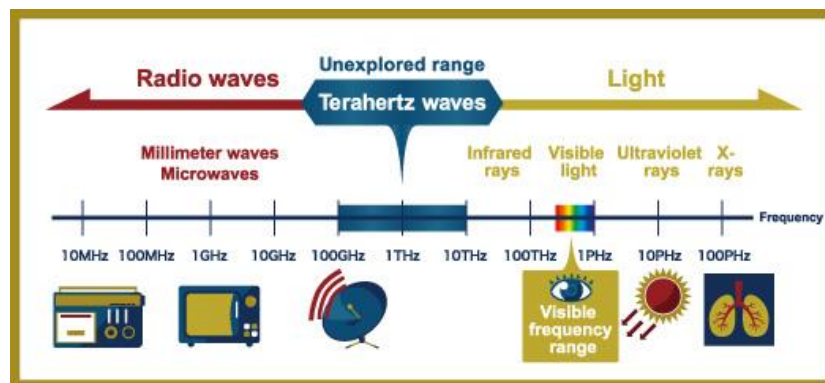 Unexplored range
Radio waves
Terahertz waves
Light
Millimeter waves
Microwaves
Infrared
rays
Visible
light
Ultraviolet
rays
X-
rays
Frequency
10MHz 100MHz 1GHz 10GHz 100GHz 1THz 10THz 100THz 1PHz 10PHz 100PHz
Visible
frequency
range